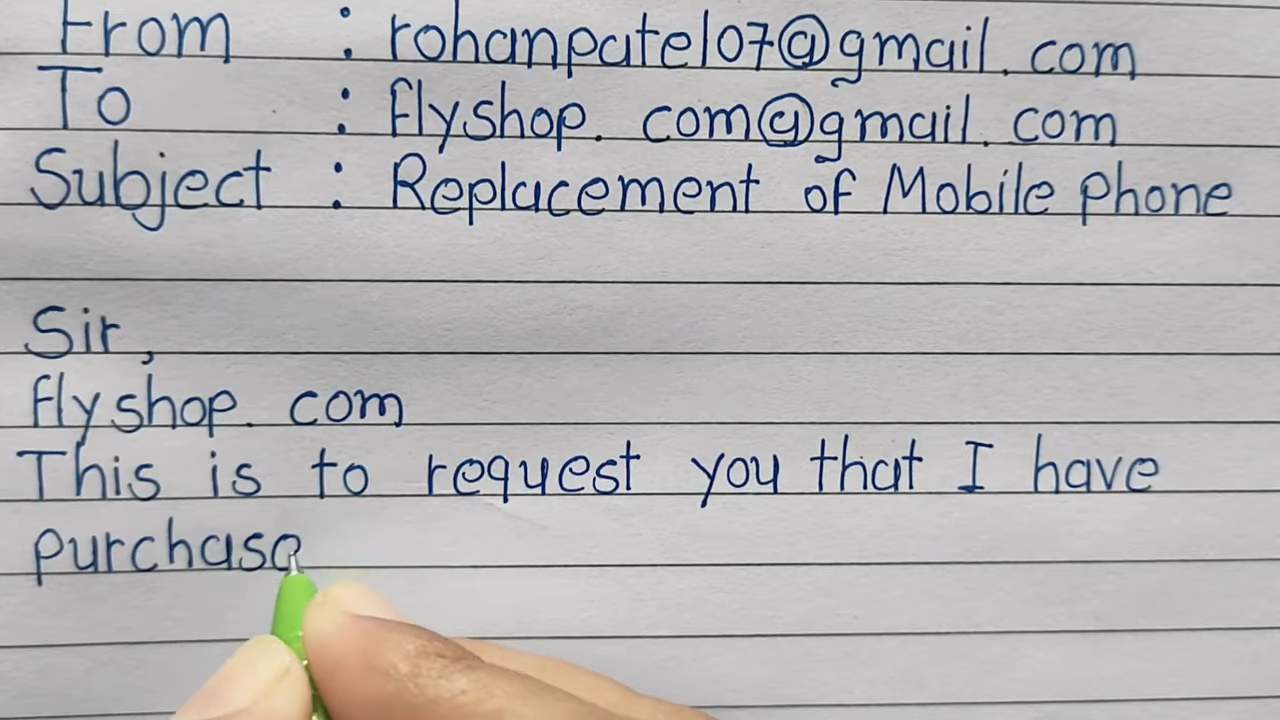 From : rohanpatel07@gmail.com
To : flyshop.com@gmail.com
Subject : Replacement of Mobile phone
Sir,
flyshop.com
This is to request you that I have
purchase